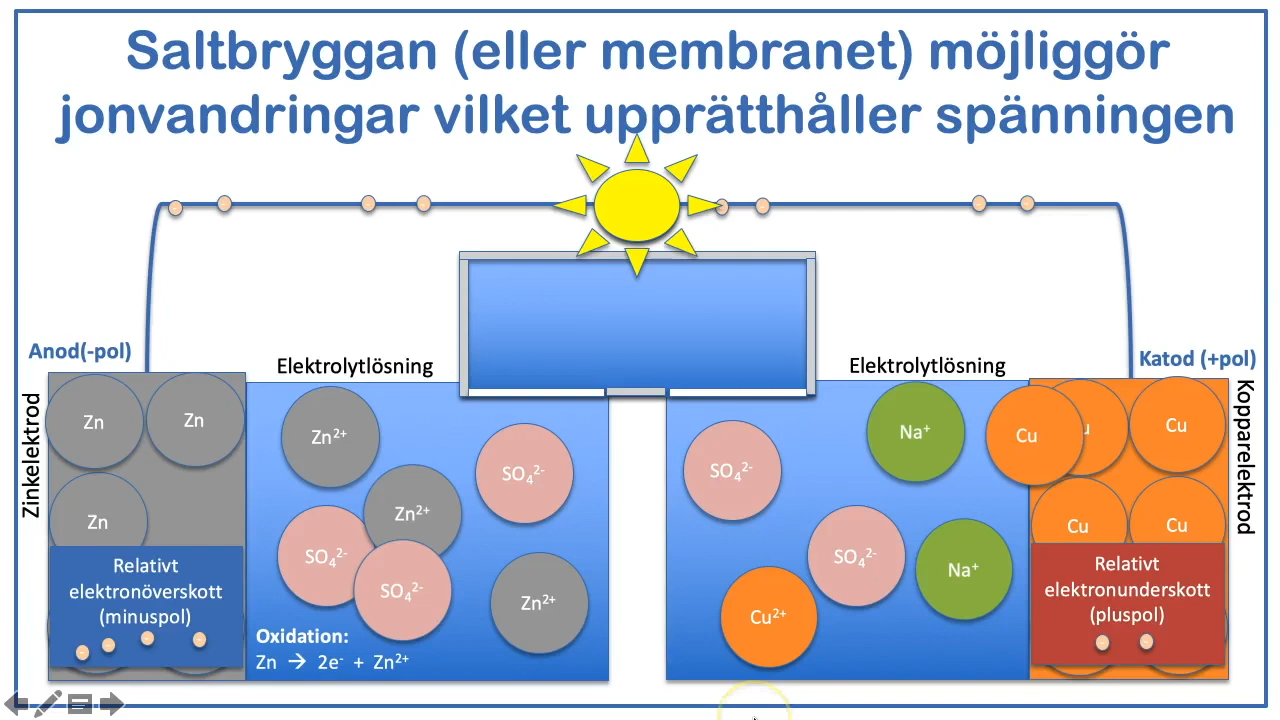 Saltbryggan (eller membranet) möjliggör
jonvandringar vilket upprätthåller spänningen
Anod(-pol)
Elektrolytlösning
Elektrolytlösning
Katod (+pol)
Zinkelektrod
Kopparelektrod
Zn
Zn
Zn
Zn²⁺
Zn²⁺
Zn²⁺
SO₄²⁻
SO₄²⁻
SO₄²⁻
SO₄²⁻
SO₄²⁻
Na⁺
Na⁺
Cu²⁺
Cu
u
Cu
Cu
Cu
Relativt
elektronöverskott
(minuspol)
Oxidation:
Zn → 2e⁻ + Zn²⁺
Relativt
elektronunderskott
(pluspol)